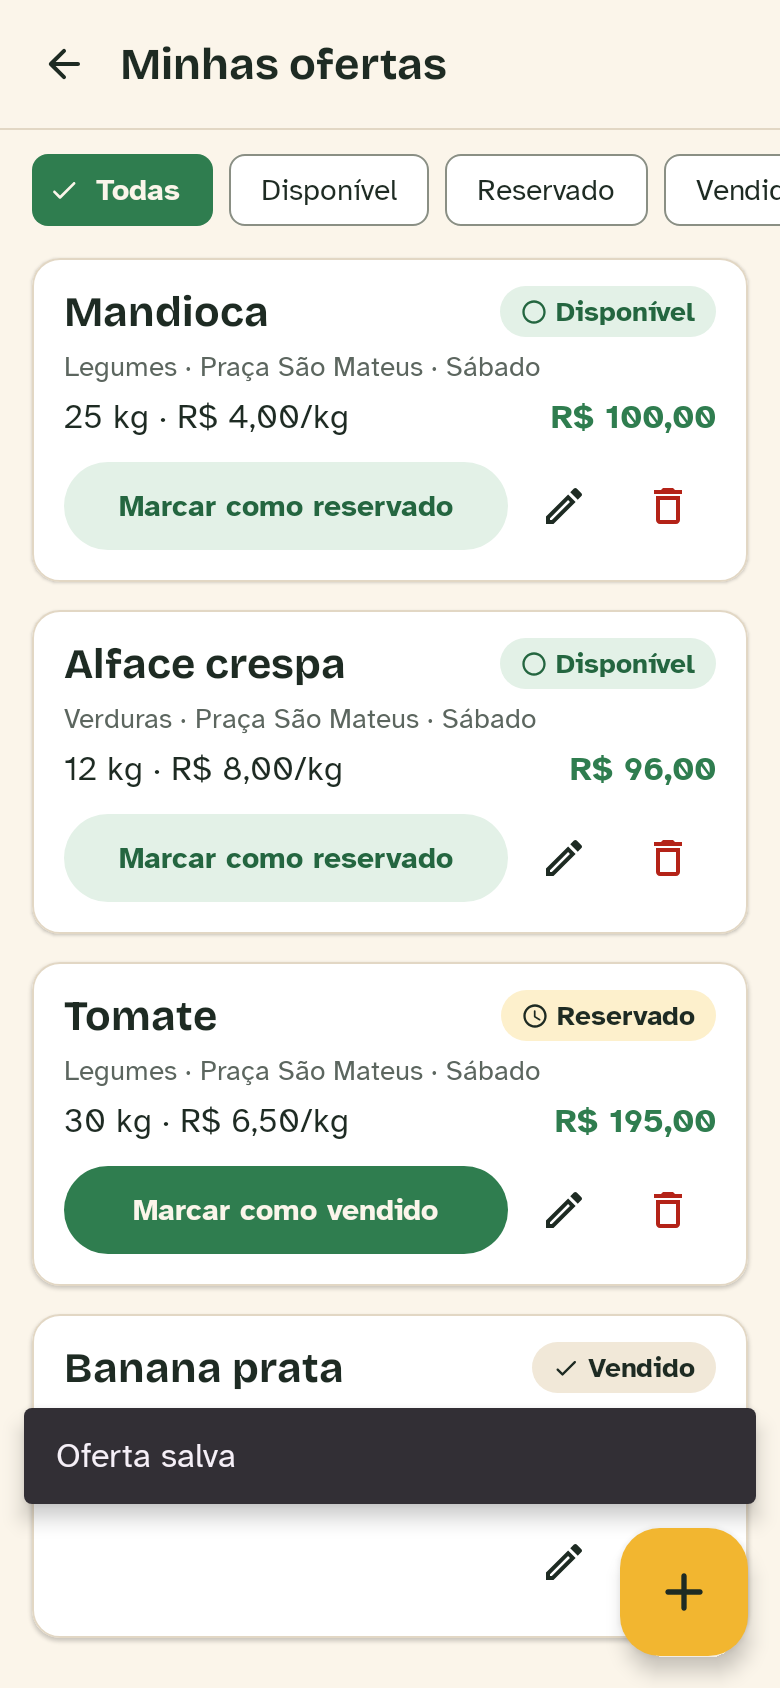 Minhas ofertas
Todas
Disponível
Reservado
Mandioca
Disponível
Legumes · Praça São Mateus · Sábado
25 kg · R$ 4,00/kg
R$ 100,00
Marcar como reservado
Alface crespa
Disponível
Verduras · Praça São Mateus · Sábado
12 kg · R$ 8,00/kg
R$ 96,00
Marcar como reservado
Tomate
Reservado
Legumes · Praça São Mateus · Sábado
30 kg · R$ 6,50/kg
R$ 195,00
Marcar como vendido
Banana prata
Vendido
Oferta salva